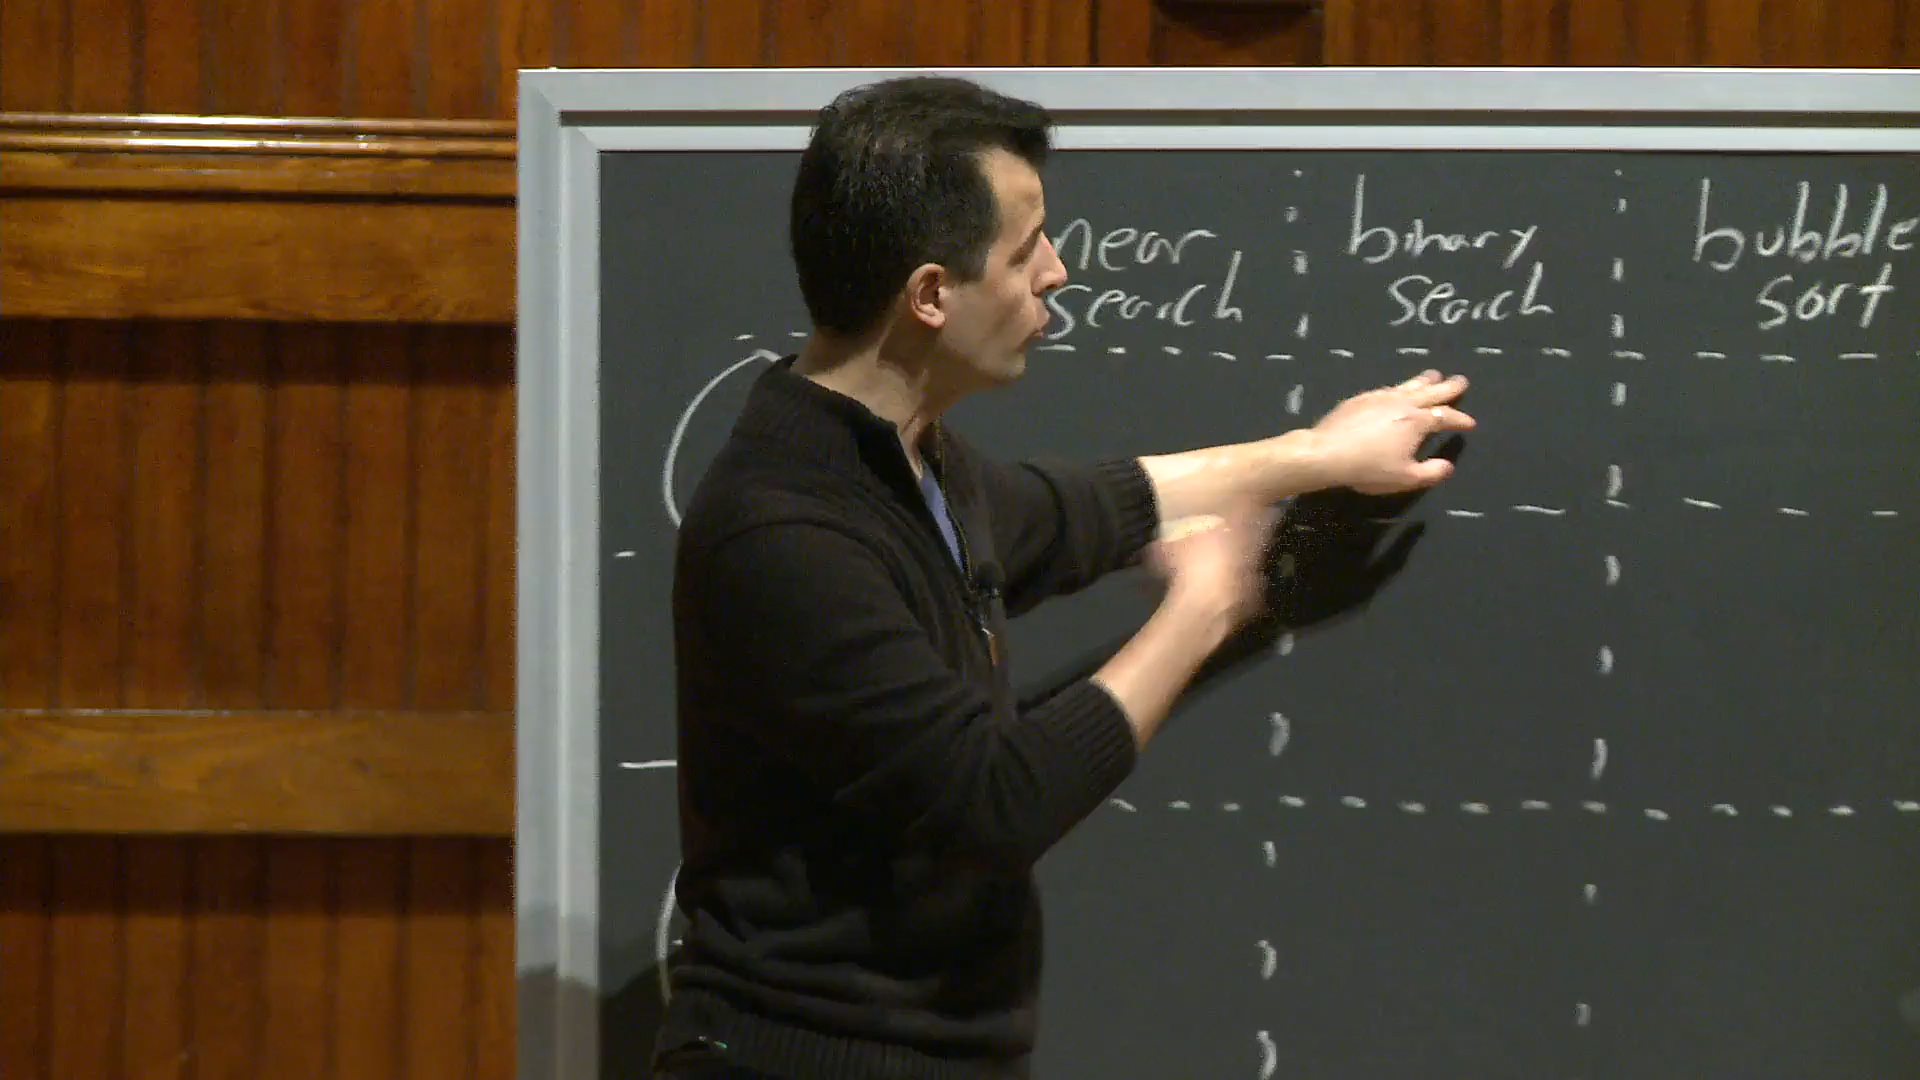 near
search
binary
search
bubble
sort